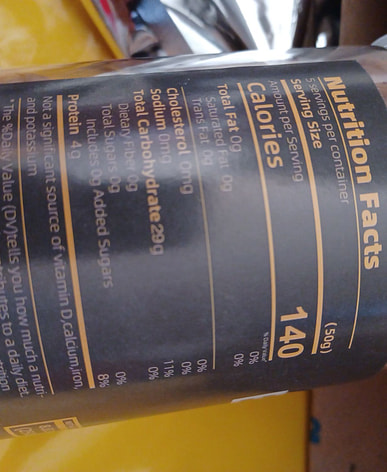 Nutrition Facts
5 servings per container
Serving Size (50g)
Amount per Serving
Calories 140
% Daily Value*
Total Fat 0g 0%
Saturated Fat 0g 0%
Trans Fat 0g
Cholesterol 0mg 0%
Sodium 0mg 0%
Total Carbohydrate 29g 11%
Dietary Fiber 0g 0%
Total Sugars 0g
Includes 0g Added Sugars 0%
Protein 4g 8%
Not a significant source of vitamin D,calcium,iron,
and potassium
*The %Daily Value (DV)tells you how much a nutri-
to a daily diet.